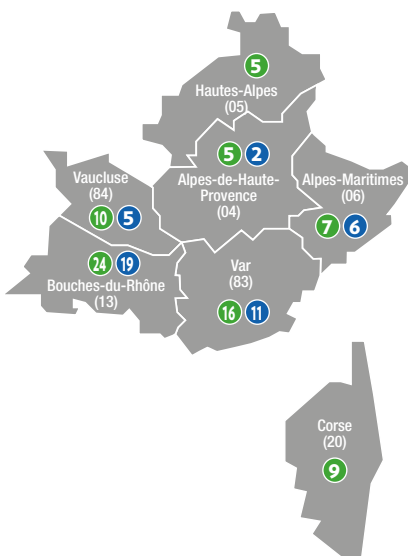 5
Hautes-Alpes
(05)
5 2
Alpes-de-Haute-
Provence
(04)
Alpes-Maritimes
(06)
7 6
Vaucluse
(84)
10 5
24 19
Bouches-du-Rhône
(13)
Var
(83)
16 11
Corse
(20)
9